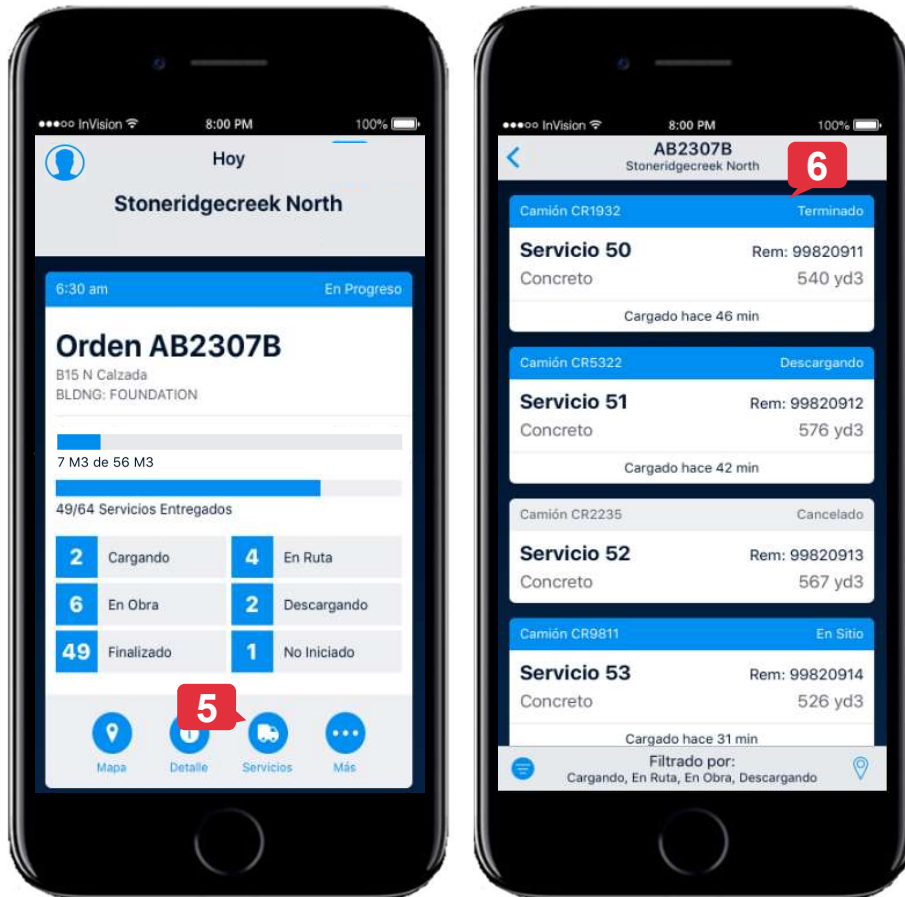 InVision 8:00 PM 100%
Hoy
Stoneridgecreek North
6:30 am En Progreso
Orden AB2307B
B15 N Calzada
BLDNG: FOUNDATION
7 M3 de 56 M3
49/64 Servicios Entregados
2 Cargando 4 En Ruta
6 En Obra 2 Descargando
49 Finalizado 1 No Iniciado
5
Mapa Detalle Servicios Más
InVision 8:00 PM 100%
AB2307B
Stoneridgecreek North
6
Camión CR1932 Terminado
Servicio 50 Rem: 99820911
Concreto 540 yd3
Cargado hace 46 min
Camión CR5322 Descargando
Servicio 51 Rem: 99820912
Concreto 576 yd3
Cargado hace 42 min
Camión CR2235 Cancelado
Servicio 52 Rem: 99820913
Concreto 567 yd3
Camión CR9811 En Sitio
Servicio 53 Rem: 99820914
Concreto 526 yd3
Cargado hace 31 min
Filtrado por:
Cargando, En Ruta, En Obra, Descargando